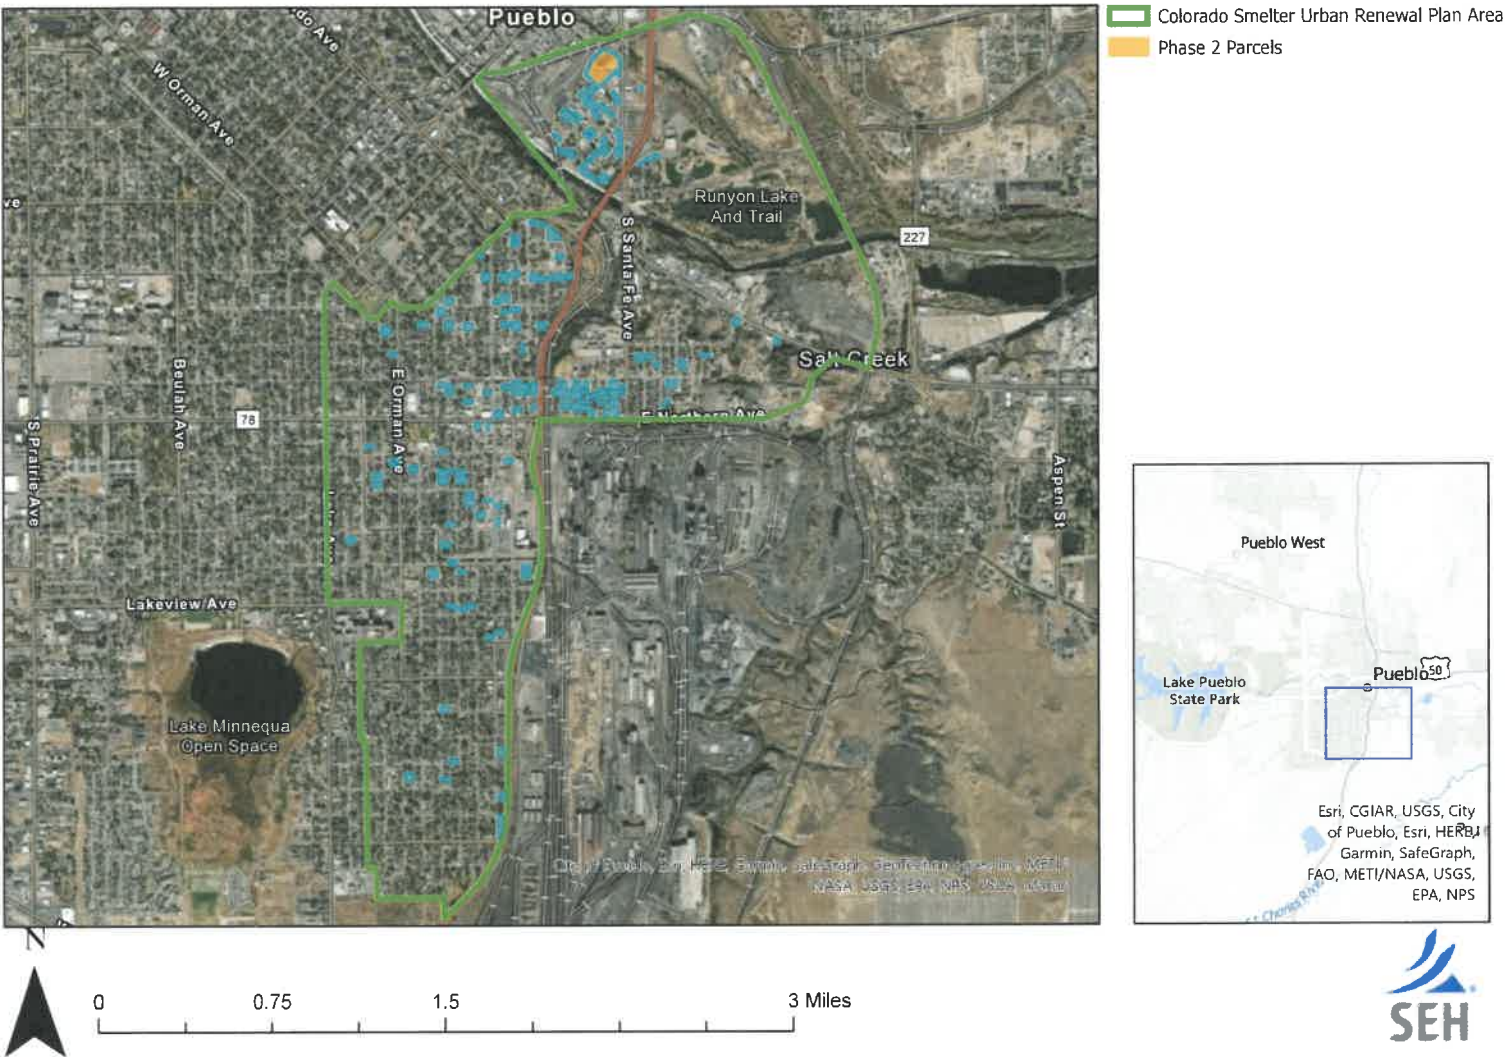 Colorado Smelter Urban Renewal Plan Area
Phase 2 Parcels
Pueblo
W Orman Ave
Runyon Lake
And Trail
227
S Santa Fe Ave
Salt Creek
E Northern Ave
Beulah Ave
78
E Orman Ave
S Prairie Ave
Aspen St
Lakeview Ave
Lake Minnequa
Open Space
Pueblo West
Pueblo
50
Lake Pueblo
State Park
Esri, CGIAR, USGS, City
of Pueblo, Esri,
Garmin, SafeGraph,
FAO, METI/NASA, USGS,
EPA, NPS
N
0 0.75 1.5 3 Miles
SEH